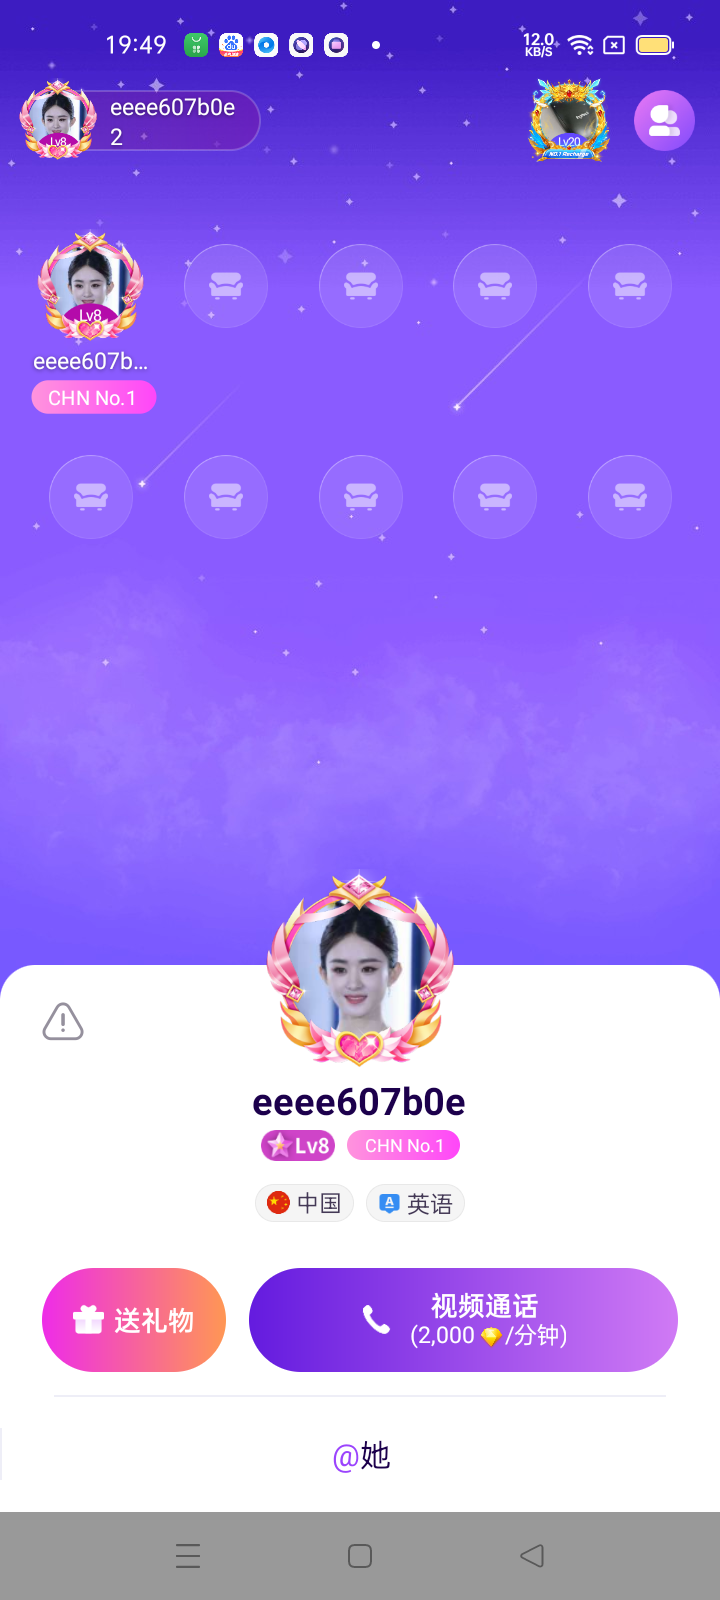 19:49
12.0
KB/S
eeee607b0e
2
Lv8
Lv20
NO.1 Recharge
Lv8
eeee607b...
CHN No.1
eeee607b0e
Lv8
CHN No.1
中国
A 英语
送礼物
视频通话
(2,000 /分钟)
@她